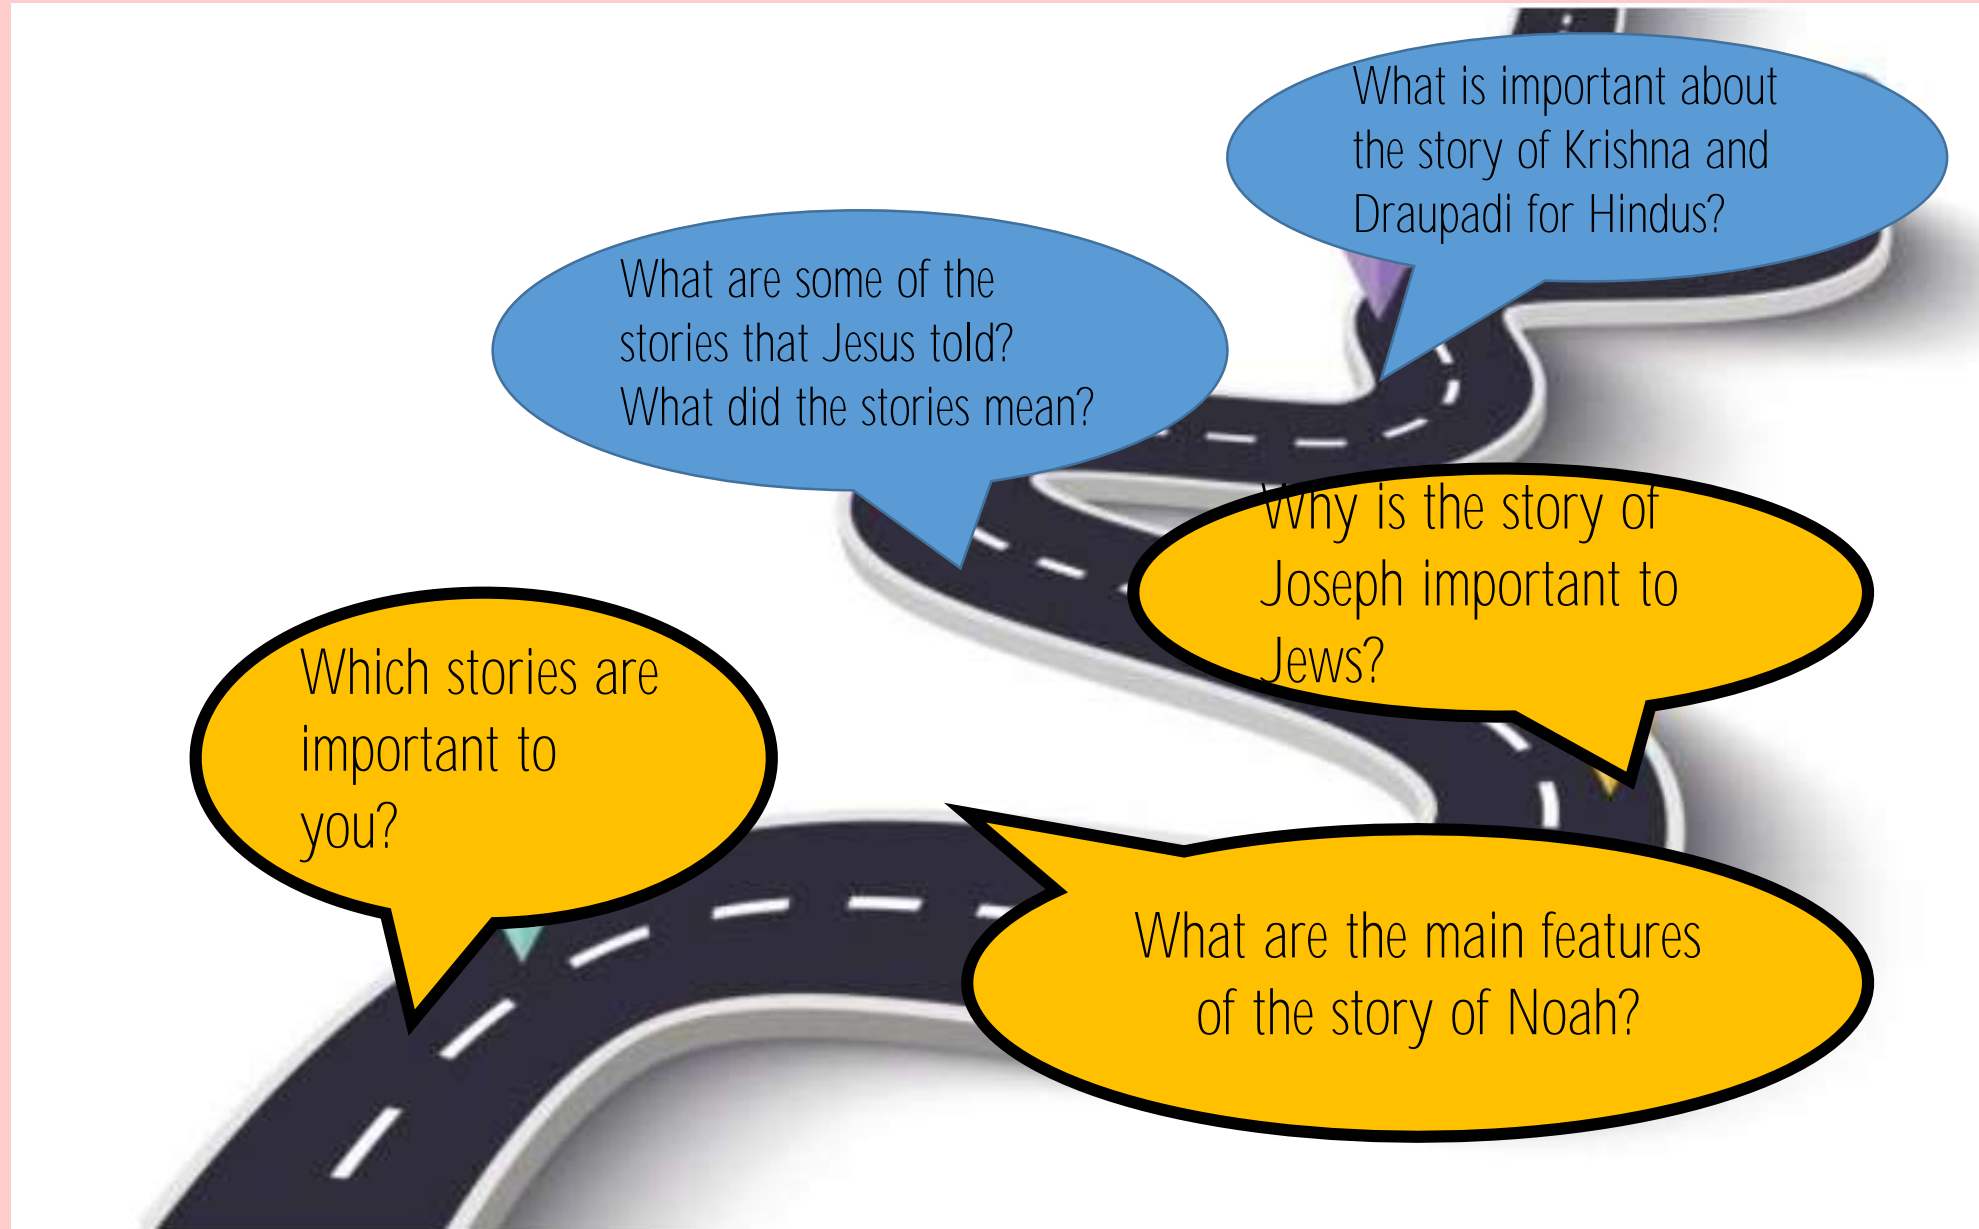 What is important about
the story of Krishna and
Draupadi for Hindus?
What are some of the
stories that Jesus told?
What did the stories mean?
Why is the story of
Joseph important to
Jews?
Which stories are
important to
you?
What are the main features
of the story of Noah?